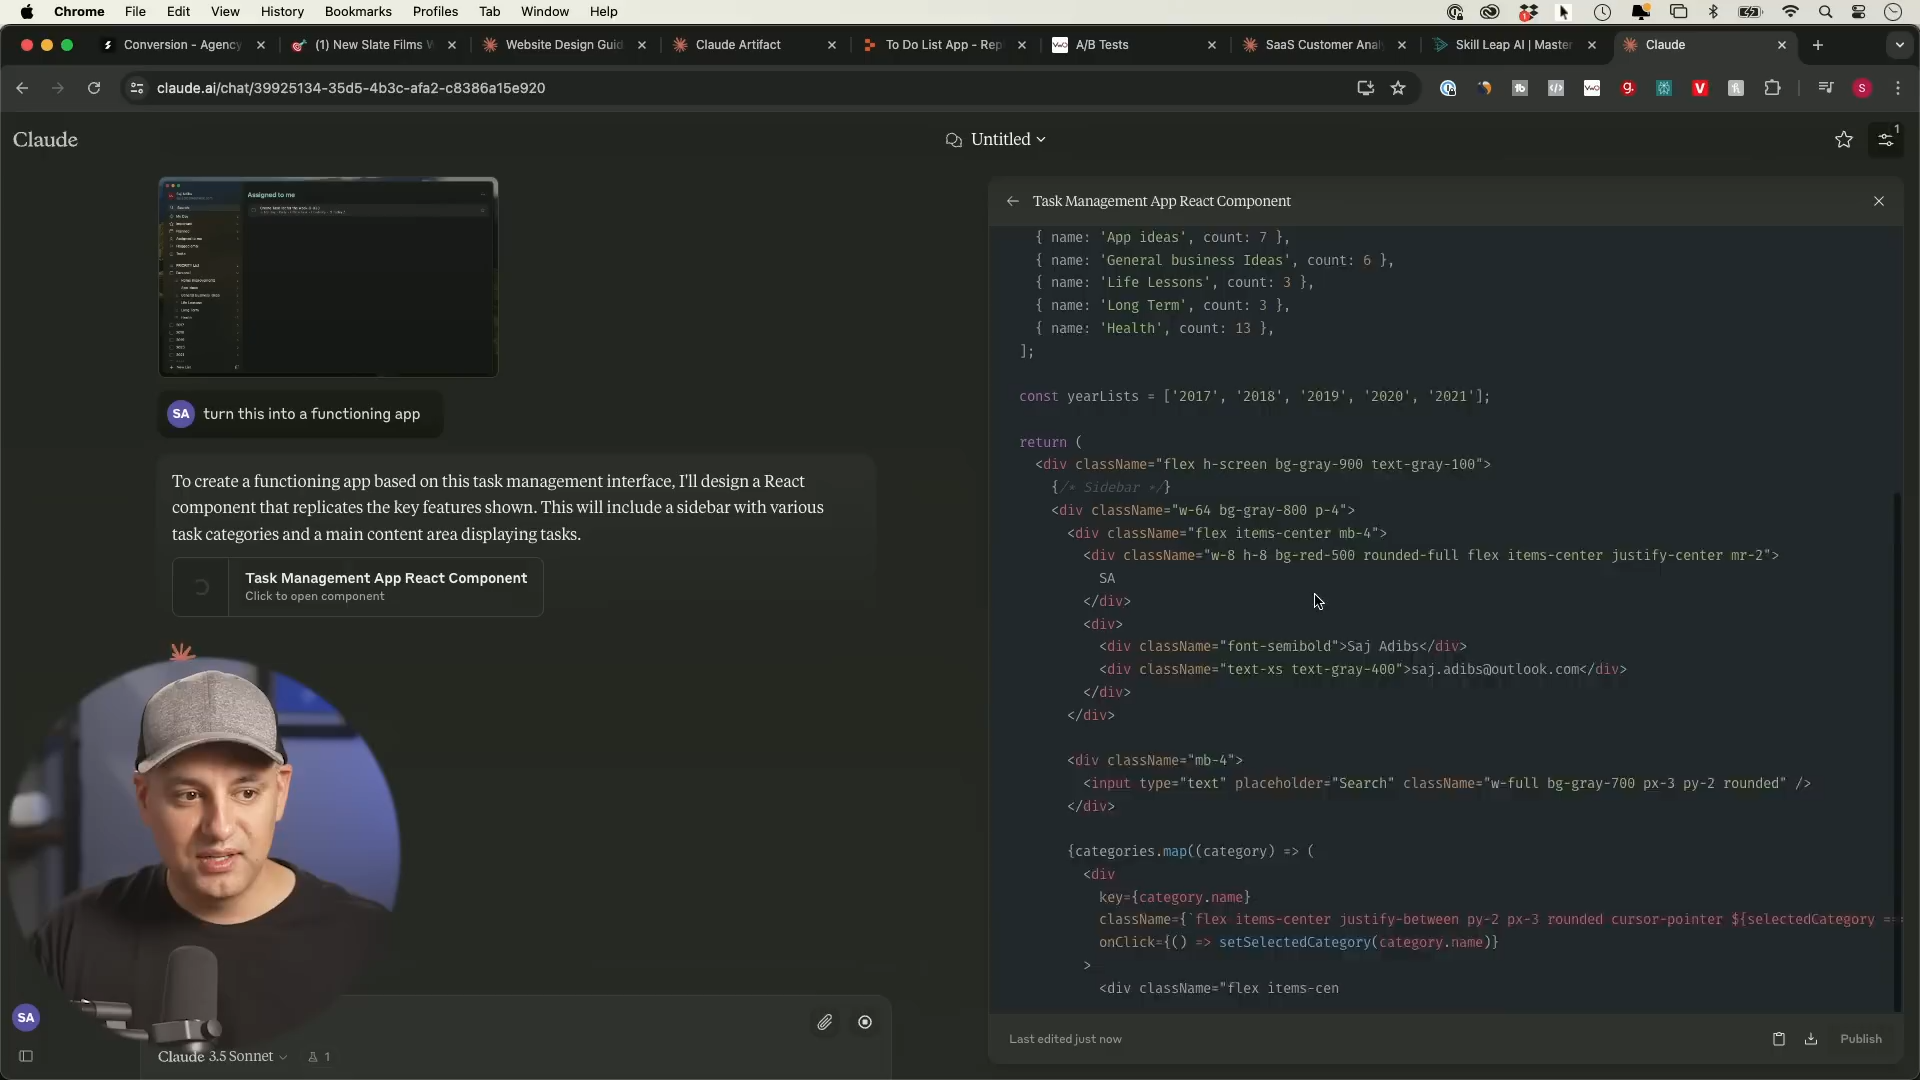 Chrome File Edit View History Bookmarks Profiles Tab Window Help
Conversion - Agency
(1) New Slate Films
Website Design Guid
Claude Artifact
To Do List App - Rep
A/B Tests
SaaS Customer Anal
Skill Leap AI | Master
Claude
claude.ai/chat/39925134-35d5-4b3c-afa2-c8386a15e920
S
Claude
Untitled
1
Assigned to me
SA turn this into a functioning app
To create a functioning app based on this task management interface, I'll design a React
component that replicates the key features shown. This will include a sidebar with various
task categories and a main content area displaying tasks.
Task Management App React Component
Click to open component
SA
Claude 3.5 Sonnet
1
Task Management App React Component
{ name: 'App ideas', count: 7 },
{ name: 'General business Ideas', count: 6 },
{ name: 'Life Lessons', count: 3 },
{ name: 'Long Term', count: 3 },
{ name: 'Health', count: 13 },
];
const yearLists = ['2017', '2018', '2019', '2020', '2021'];
return (
<div className="flex h-screen bg-gray-900 text-gray-100">
{/* Sidebar */}
<div className="w-64 bg-gray-800 p-4">
<div className="flex items-center mb-4">
<div className="w-8 h-8 bg-red-500 rounded-full flex items-center justify-center mr-2">
SA
</div>
<div>
<div className="font-semibold">Saj Adibs</div>
<div className="text-xs text-gray-400">saj.adibs@outlook.com</div>
</div>
</div>
<div className="mb-4">
<input type="text" placeholder="Search" className="w-full bg-gray-700 px-3 py-2 rounded" />
</div>
{categories.map((category) => (
<div
key={category.name}
className={`flex items-center justify-between py-2 px-3 rounded cursor-pointer ${selectedCategory ==
onClick={() => setSelectedCategory(category.name)}
>
<div className="flex items-cen
Last edited just now
Publish